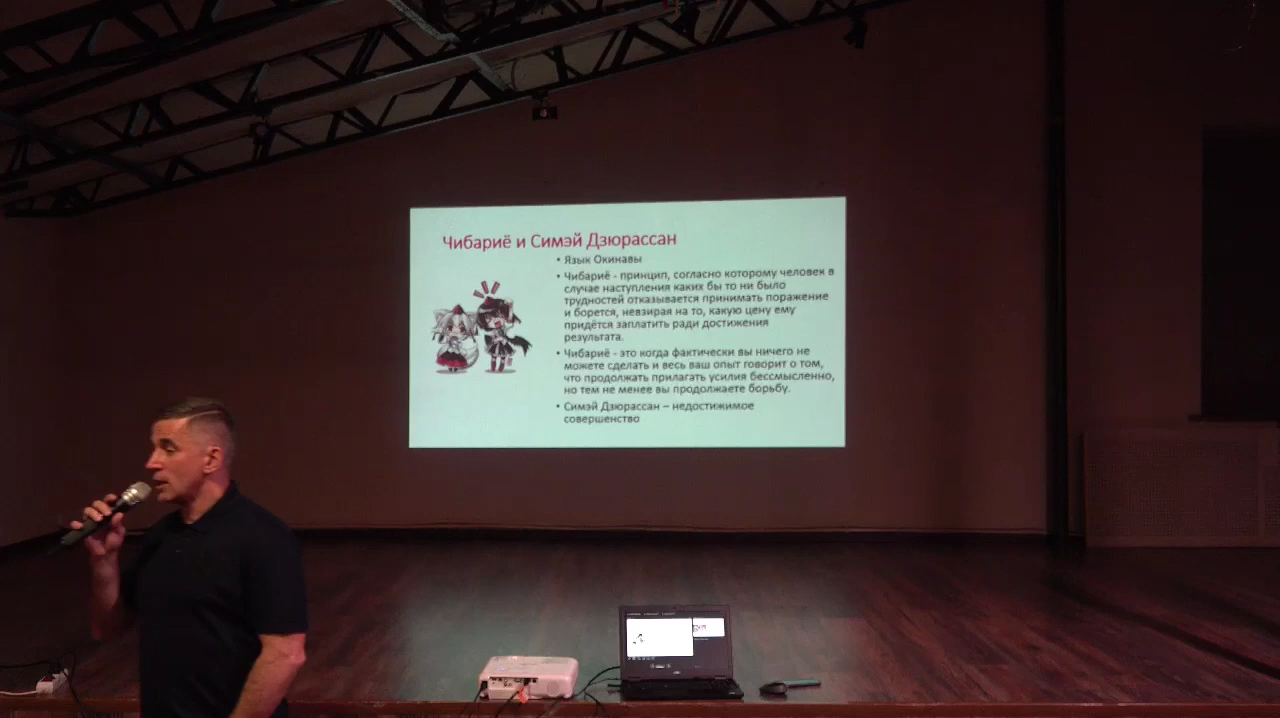 Чибариё и Симэй Дзюрассан
• Язык Окинавы
• Чибариё - принцип, согласно которому человек в
случае наступления каких бы то ни было
трудностей отказывается принимать поражение
и борется, невзирая на то, какую цену ему
придётся заплатить ради достижения
результата.
• Чибариё - это когда фактически вы ничего не
можете сделать и весь ваш опыт говорит о том,
что продолжать прилагать усилия бессмысленно,
но тем не менее вы продолжаете борьбу.
• Симэй Дзюрассан – недостижимое
совершенство